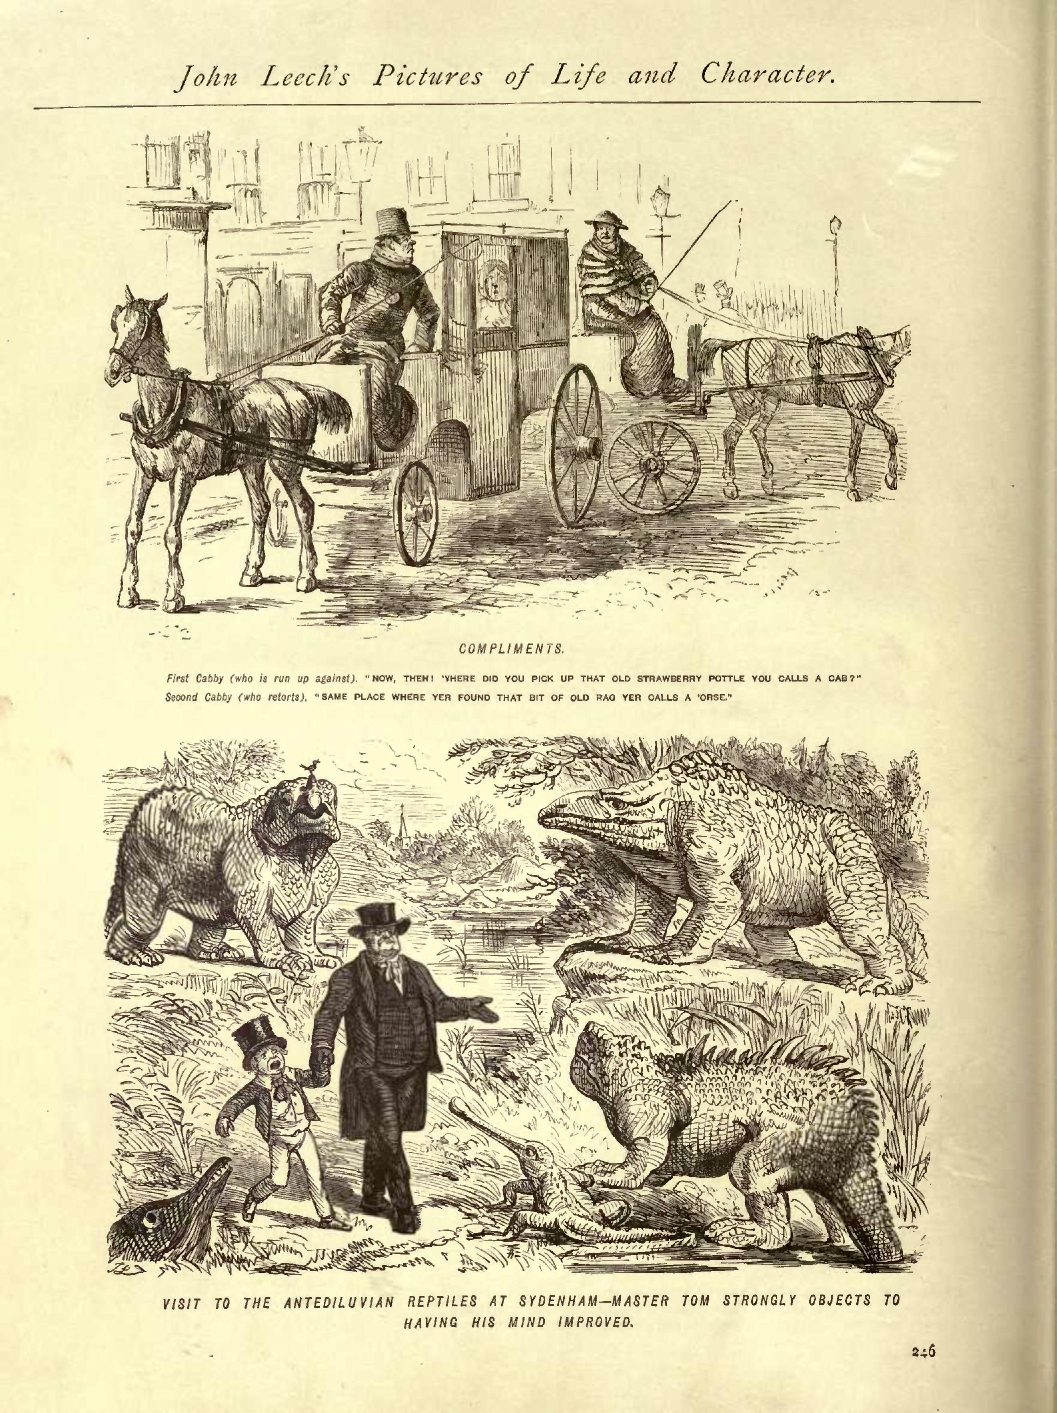 John Leech's Pictures of Life and Character.
COMPLIMENTS.
First Cabby (who is run up against). "NOW, THEN! 'VHERE DID YOU PICK UP THAT OLD STRAWBERRY POTTLE YOU CALLS A CAB?"
Second Cabby (who retorts). "SAME PLACE WHERE YER FOUND THAT BIT OF OLD RAG YER CALLS A 'ORSE."
VISIT TO THE ANTEDILUVIAN REPTILES AT SYDENHAM—MASTER TOM STRONGLY OBJECTS TO
HAVING HIS MIND IMPROVED.
246